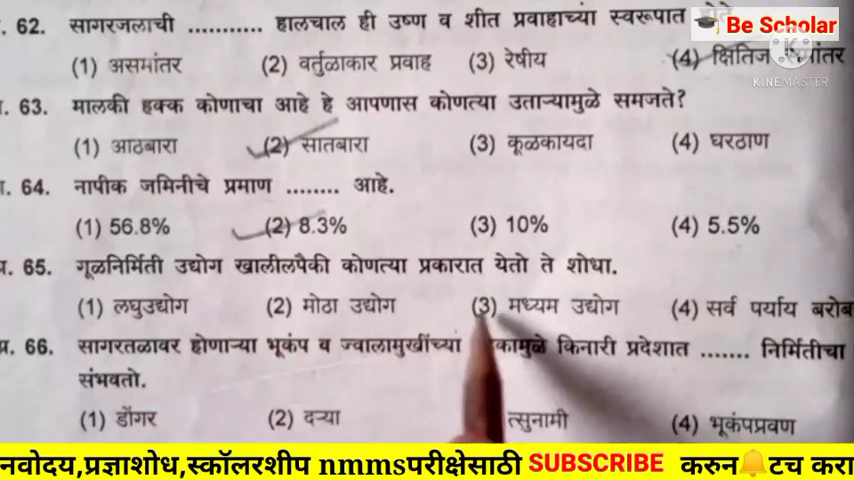 . 62. सागरजलाची ........... हालचाल ही उष्ण व शीत प्रवाहाच्या स्वरूपात होते
Be Scholar
(1) असमांतर (2) वर्तुळाकार प्रवाह (3) रेषीय (4) क्षितिज
KINEMASTER
63. मालकी हक्क कोणाचा आहे हे आपणास कोणत्या उताऱ्यामुळे समजते?
(1) आठबारा (2) सातबारा (3) कूळकायदा (4) घरठाण
64. नापीक जमिनीचे प्रमाण ........ आहे.
(1) 56.8% (2) 8.3% (3) 10% (4) 5.5%
प्र. 65. गूळनिर्मिती उद्योग खालीलपैकी कोणत्या प्रकारात येतो ते शोधा.
(1) लघुउद्योग (2) मोठा उद्योग (3) मध्यम उद्योग (4) सर्व पर्याय बरोब
प्र. 66. सागरतळावर होणाऱ्या भूकंप व ज्वालामुखींच्या किनारी प्रदेशात ....... निर्मितीचा
संभवतो.
(1) डोंगर (2) दऱ्या त्सुनामी (4) भूकंपप्रवण
नवोदय,प्रज्ञाशोध,स्कॉलरशीप nmmsपरीक्षेसाठी SUBSCRIBE करुन🔔टच करा